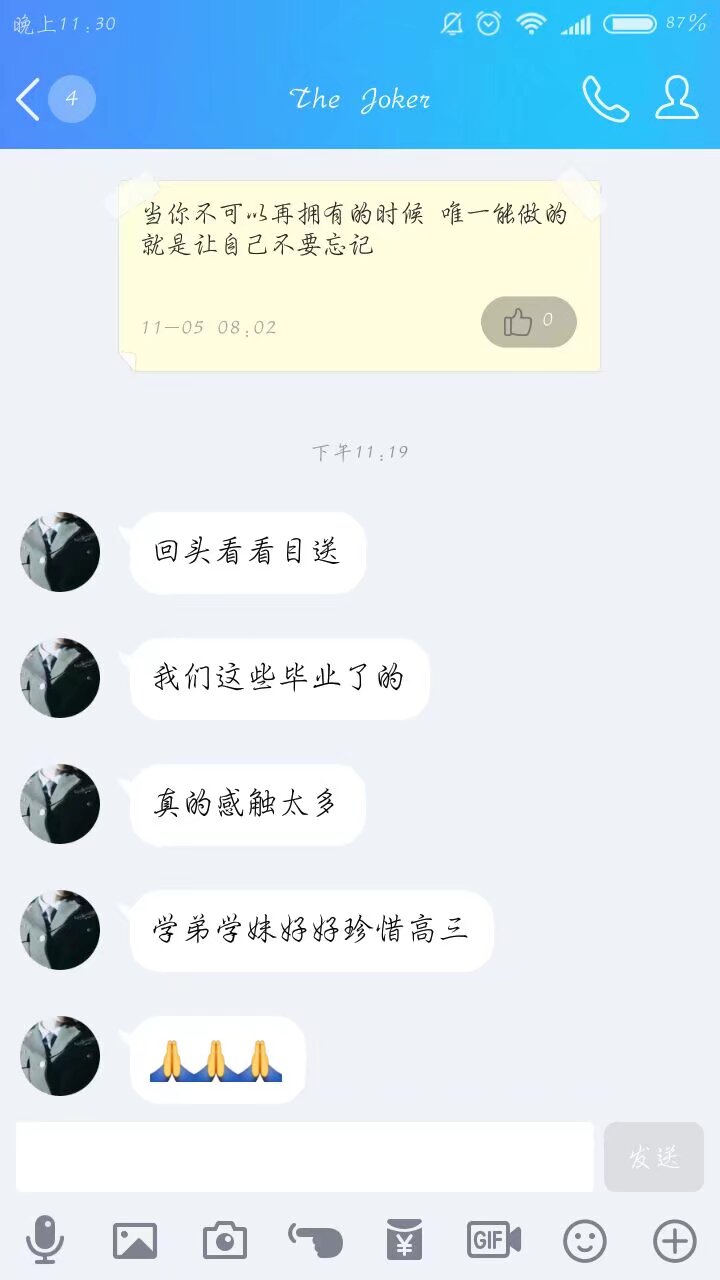 晚上11:30
87%
4
The Joker
当你不可以再拥有的时候 唯一能做的
就是让自己不要忘记
11-05 08:02
0
下午11:19
回头看看目送
我们这些毕业了的
真的感触太多
学弟学妹好好珍惜高三
🙏🙏🙏
发送
¥
GIF